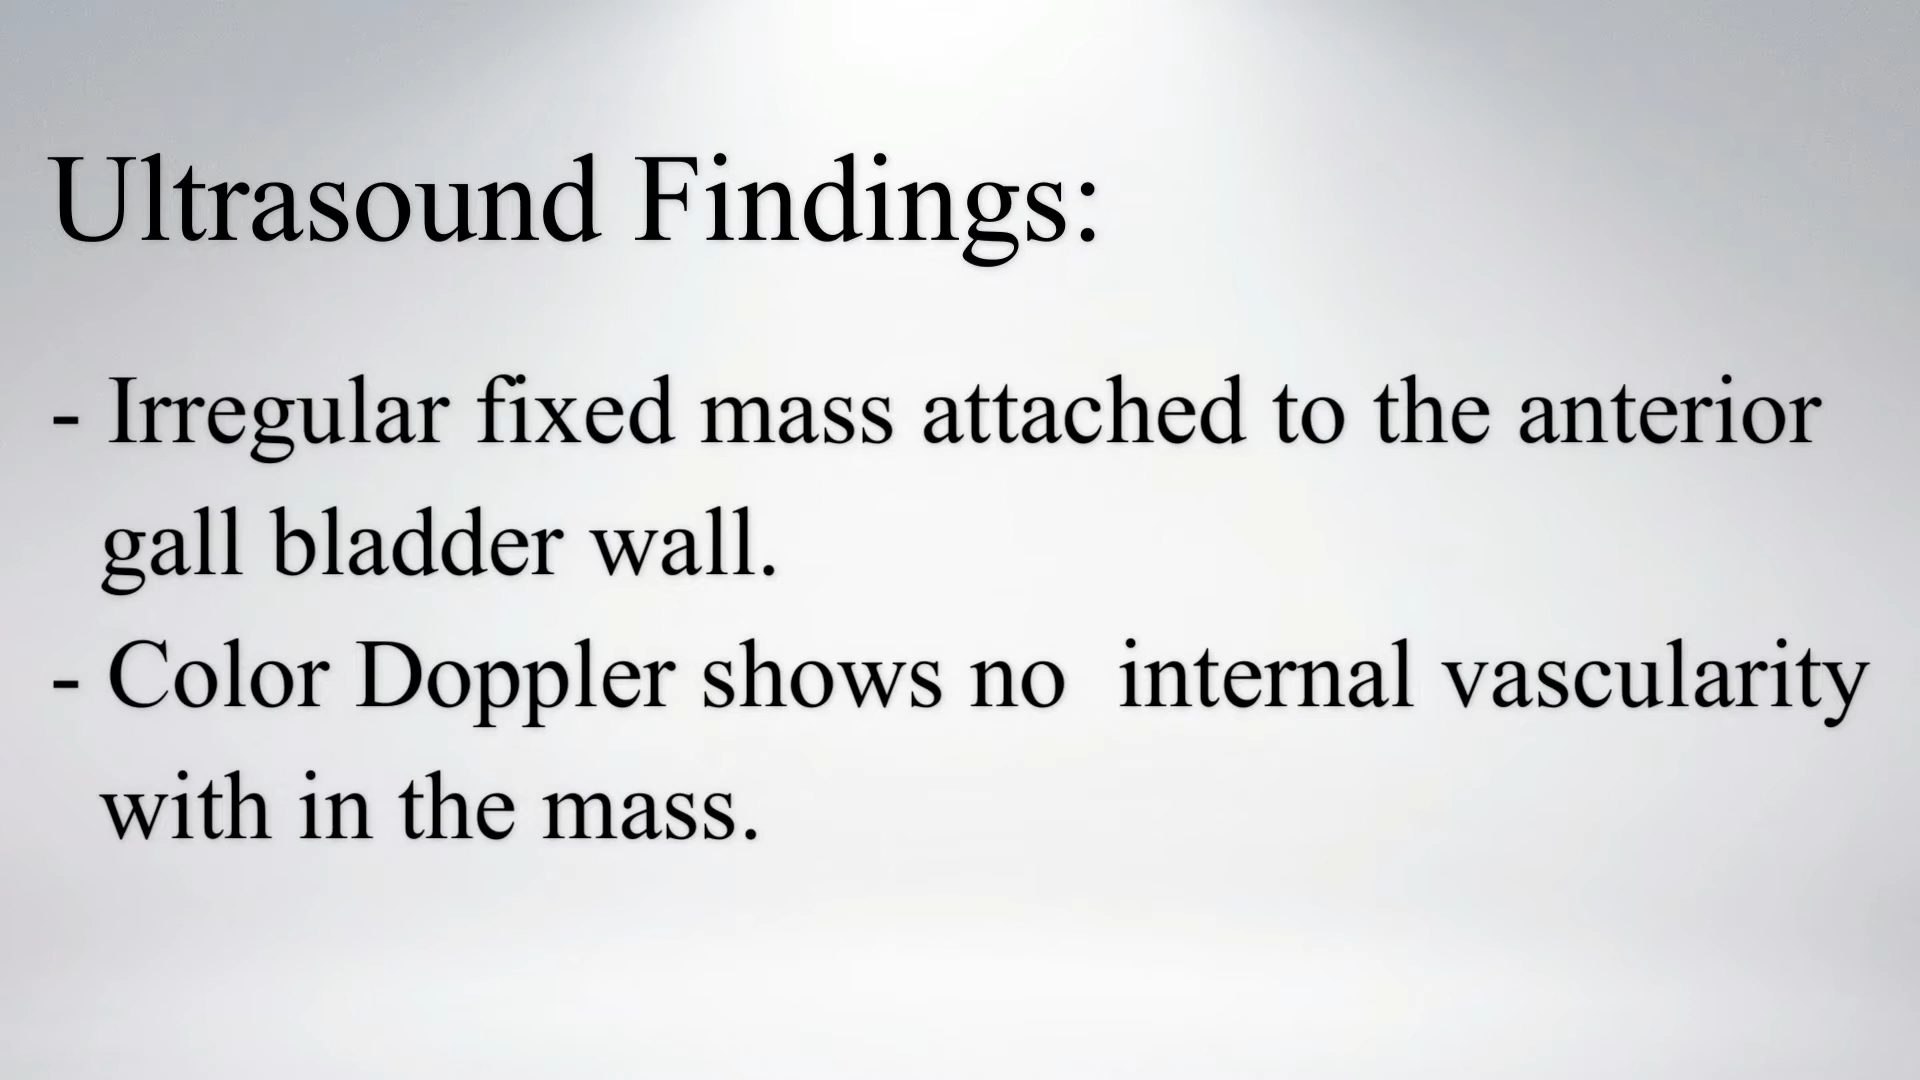 Ultrasound Findings:
- Irregular fixed mass attached to the anterior
gall bladder wall.
- Color Doppler shows no  internal vascularity
with in the mass.